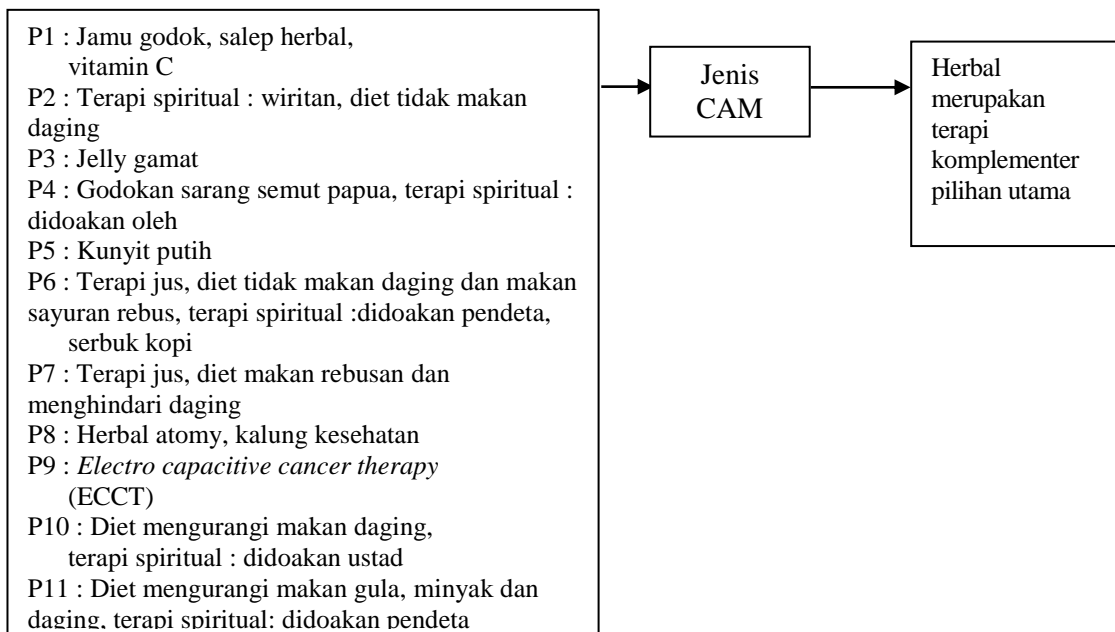 P1 : Jamu godok, salep herbal,
vitamin C
P2 : Terapi spiritual : wiritan, diet tidak makan
daging
P3 : Jelly gamat
P4 : Godokan sarang semut papua, terapi spiritual :
didoakan oleh
P5 : Kunyit putih
P6 : Terapi jus, diet tidak makan daging dan makan
sayuran rebus, terapi spiritual :didoakan pendeta,
serbuk kopi
P7 : Terapi jus, diet makan rebusan dan
menghindari daging
P8 : Herbal atomy, kalung kesehatan
P9 : Electro capacitive cancer therapy
(ECCT)
P10 : Diet mengurangi makan daging,
terapi spiritual : didoakan ustad
P11 : Diet mengurangi makan gula, minyak dan
daging, terapi spiritual: didoakan pendeta
Jenis
CAM
Herbal
merupakan
terapi
komplementer
pilihan utama